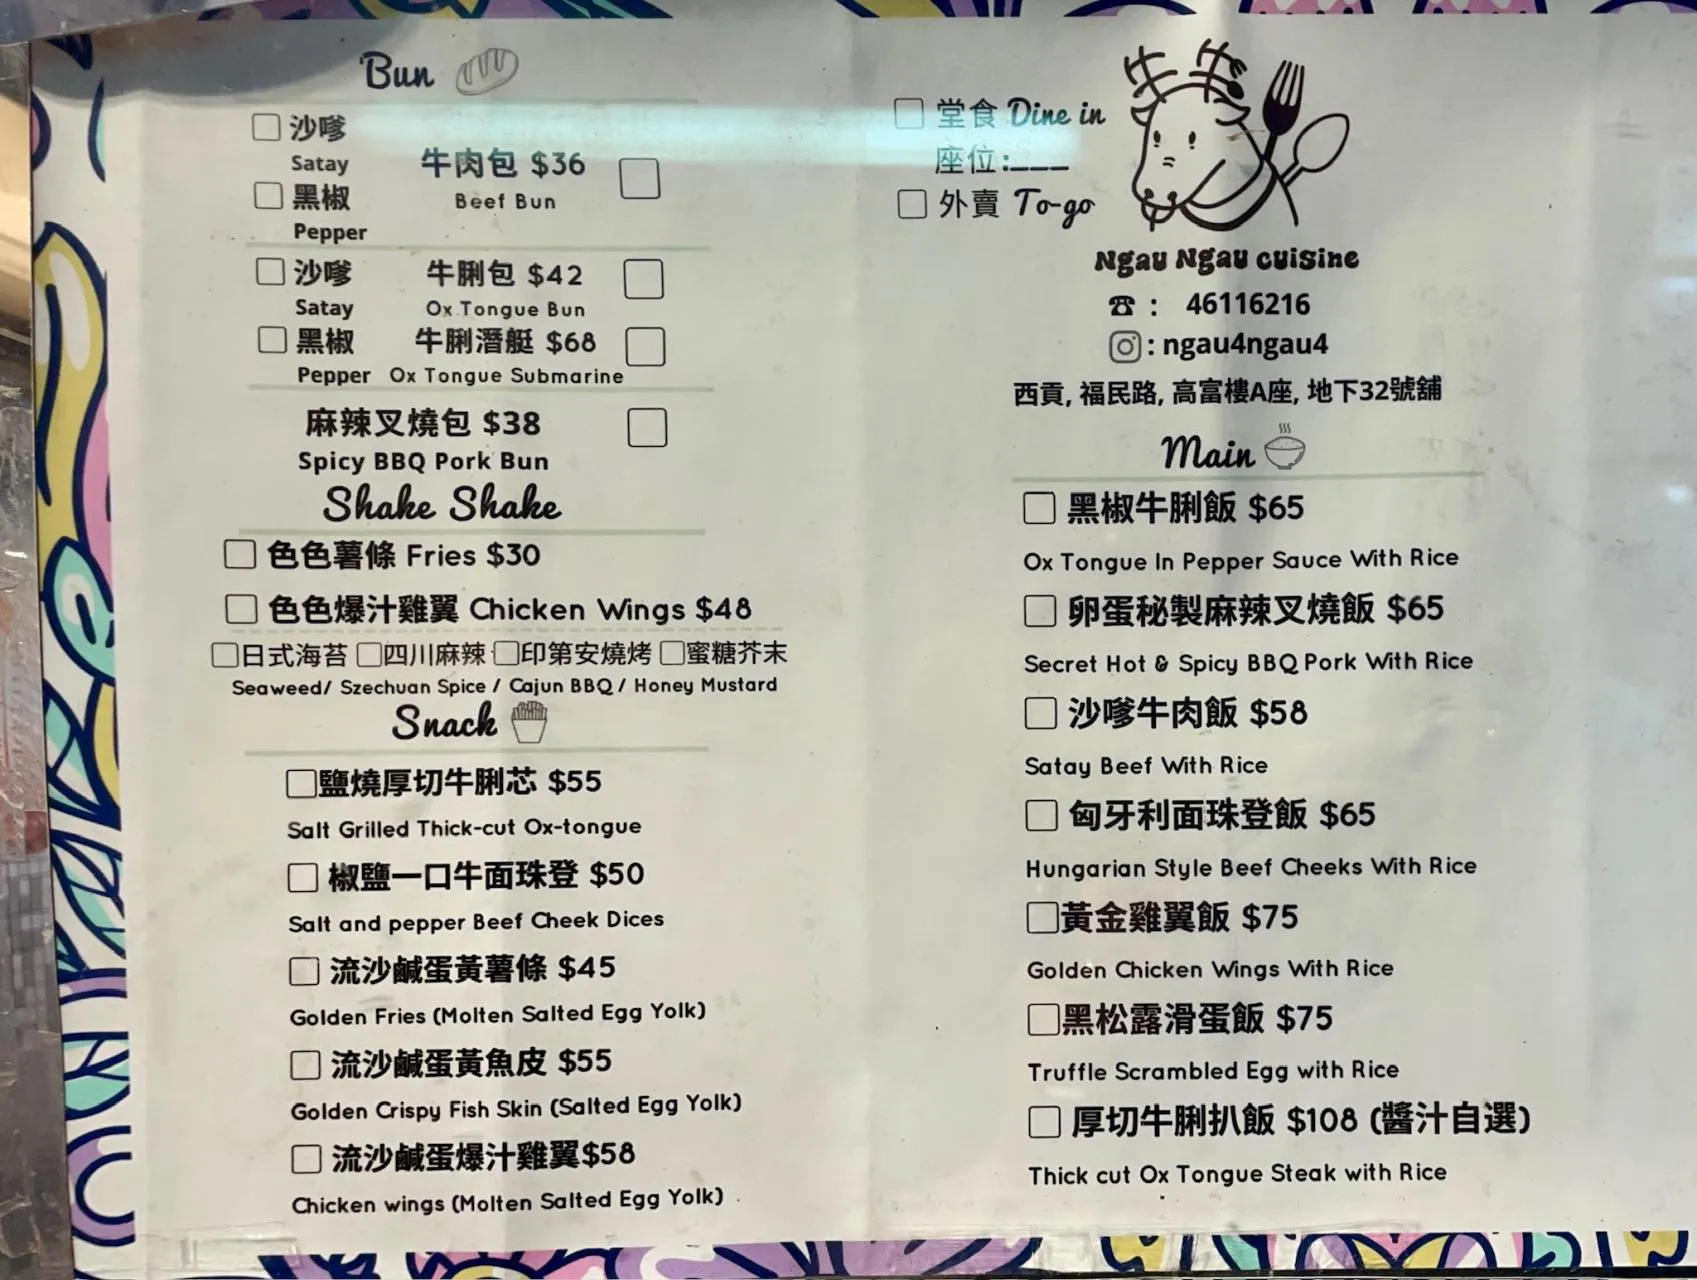 Bun
沙嗲
Satay
牛肉包 $36
Beef Bun
黑椒
Pepper
沙嗲
Satay
牛脷包 $42
Ox Tongue Bun
黑椒
Pepper
牛脷潛艇 $68
Ox Tongue Submarine
麻辣叉燒包 $38
Spicy BBQ Pork Bun
Shake Shake
色色薯條 Fries $30
色色爆汁雞翼 Chicken Wings $48
日式海苔 四川麻辣 印第安燒烤 蜜糖芥末
Seaweed/ Szechuan Spice / Cajun BBQ / Honey Mustard
Snack
鹽燒厚切牛脷芯 $55
Salt Grilled Thick-cut Ox-tongue
椒鹽一口牛面珠登 $50
Salt and pepper Beef Cheek Dices
流沙鹹蛋黃薯條 $45
Golden Fries (Molten Salted Egg Yolk)
流沙鹹蛋黃魚皮 $55
Golden Crispy Fish Skin (Salted Egg Yolk)
流沙鹹蛋爆汁雞翼$58
Chicken wings (Molten Salted Egg Yolk)
堂食 Dine in
座位:___
外賣 To-go
Ngau Ngau cuisine
☎ : 46116216
: ngau4ngau4
西貢, 福民路, 高富樓A座, 地下32號舖
Main
黑椒牛脷飯 $65
Ox Tongue In Pepper Sauce With Rice
卵蛋秘製麻辣叉燒飯 $65
Secret Hot & Spicy BBQ Pork With Rice
沙嗲牛肉飯 $58
Satay Beef With Rice
匈牙利面珠登飯 $65
Hungarian Style Beef Cheeks With Rice
黃金雞翼飯 $75
Golden Chicken Wings With Rice
黑松露滑蛋飯 $75
Truffle Scrambled Egg with Rice
厚切牛脷扒飯 $108 (醬汁自選)
Thick cut Ox Tongue Steak with Rice